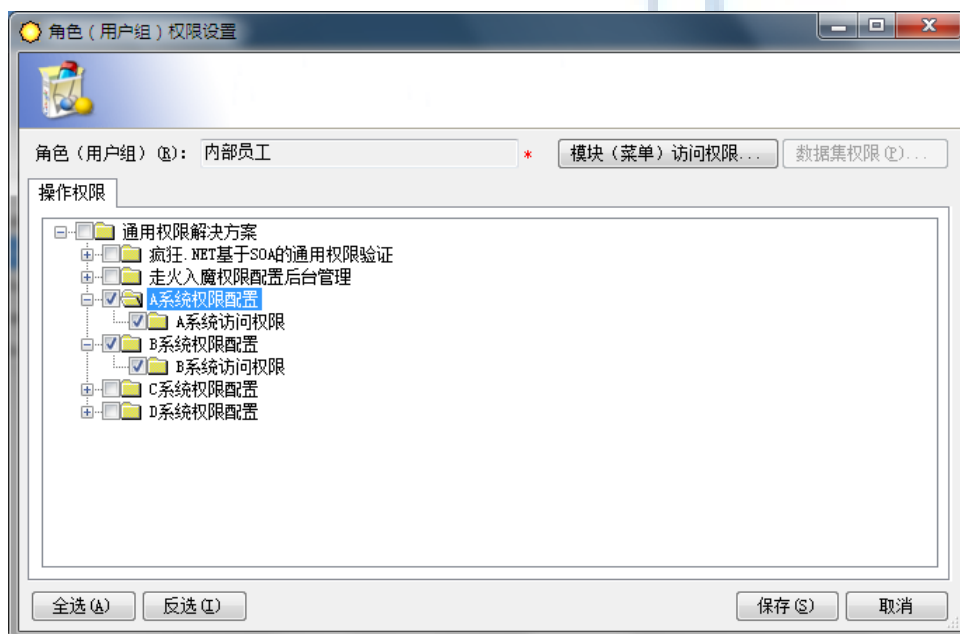 角色（用户组）权限设置
角色（用户组）(R)： 内部员工 * 模块（菜单）访问权限... 数据集权限(P)...
操作权限
通用权限解决方案
疯狂.NET基于SOA的通用权限验证
走火入魔权限配置后台管理
A系统权限配置
A系统访问权限
B系统权限配置
B系统访问权限
C系统权限配置
D系统权限配置
全选(A) 反选(I) 保存(S) 取消